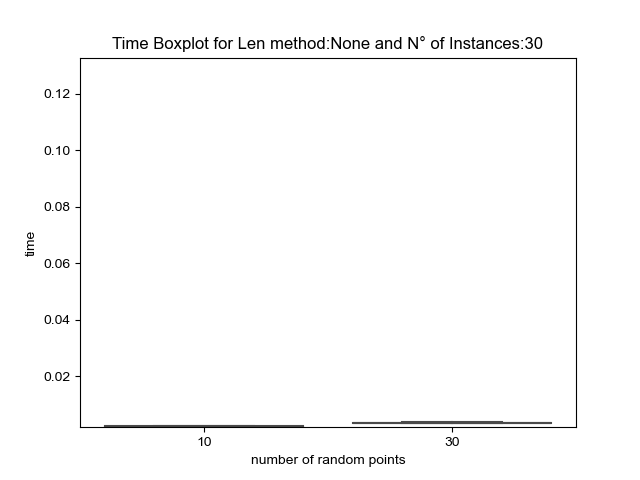 Time Boxplot for Len method:None and N° of Instances:30
0.12
0.10
0.08
time
0.06
0.04
0.02
10 30
number of random points